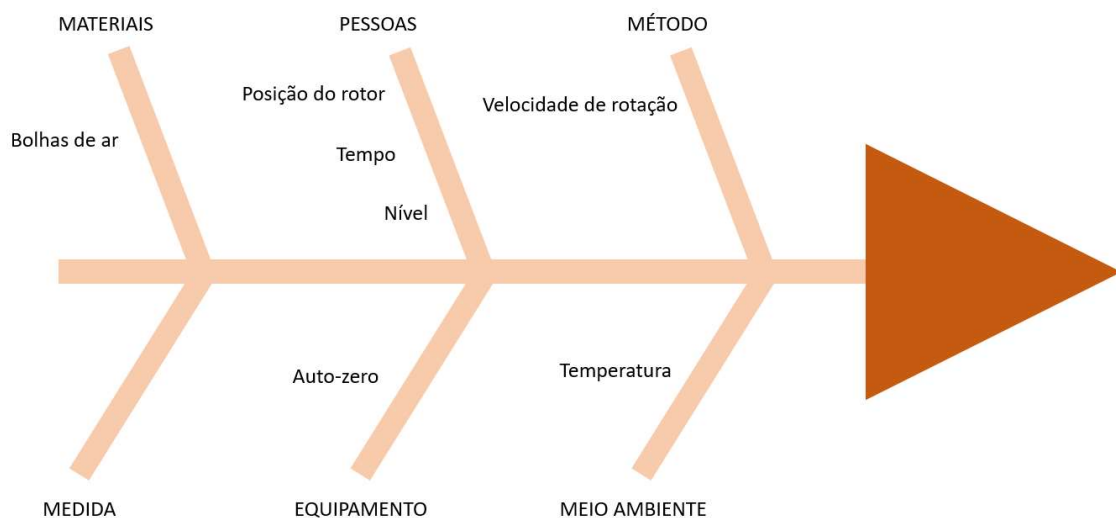 MATERIAIS
PESSOAS
MÉTODO
Posição do rotor
Velocidade de rotação
Bolhas de ar
Tempo
Nível
Auto-zero
Temperatura
MEDIDA
EQUIPAMENTO
MEIO AMBIENTE